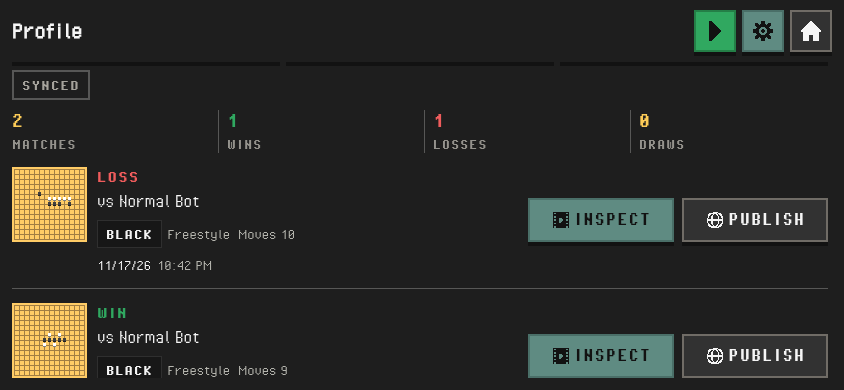 Profile
SYNCED
2
MATCHES
1
WINS
1
LOSSES
0
DRAWS
LOSS
vs Normal Bot
BLACK Freestyle Moves 10
11/17/26 10:42 PM
INSPECT
PUBLISH
WIN
vs Normal Bot
BLACK Freestyle Moves 9
INSPECT
PUBLISH